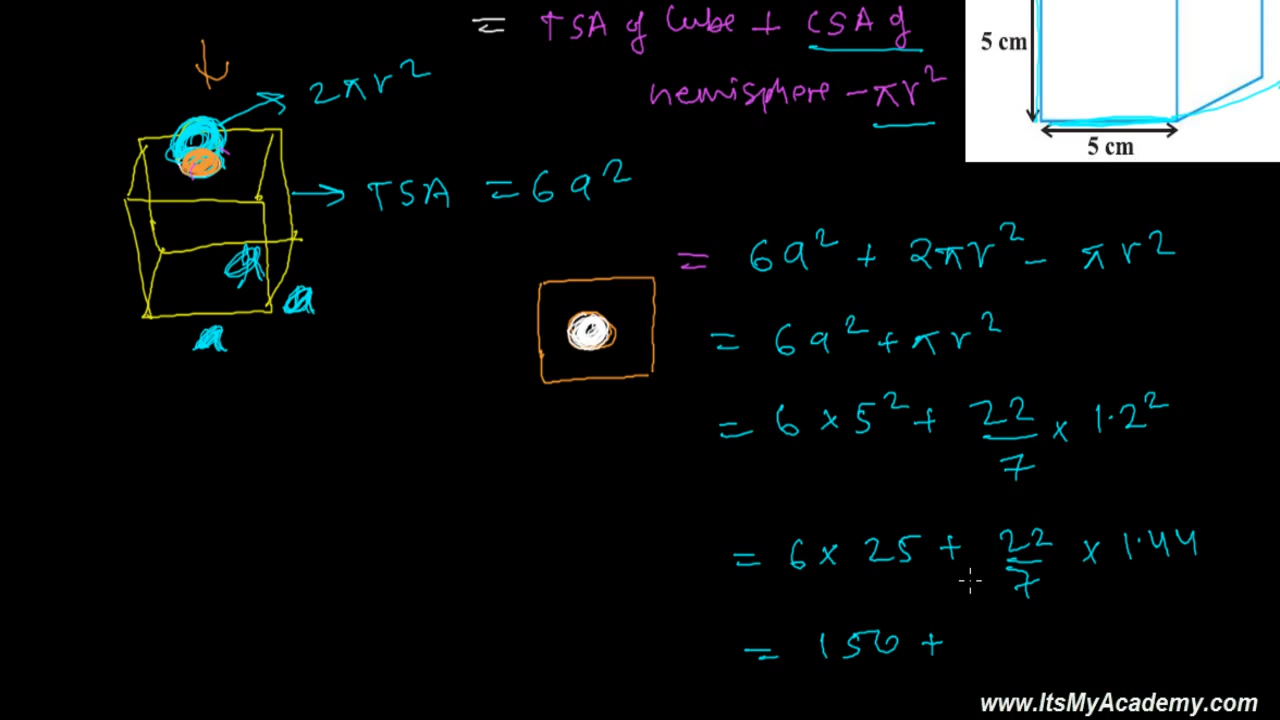 = TSA of Cube + CSA of
hemisphere - πr²
5 cm
5 cm
2πr²
TSA = 6a²
= 6a² + 2πr² - πr²
= 6a² + πr²
= 6 × 5² + 22/7 × 1.2²
= 6 × 25 + 22/7 × 1.44
= 150 +
a
a
a
www.ItsMyAcademy.com